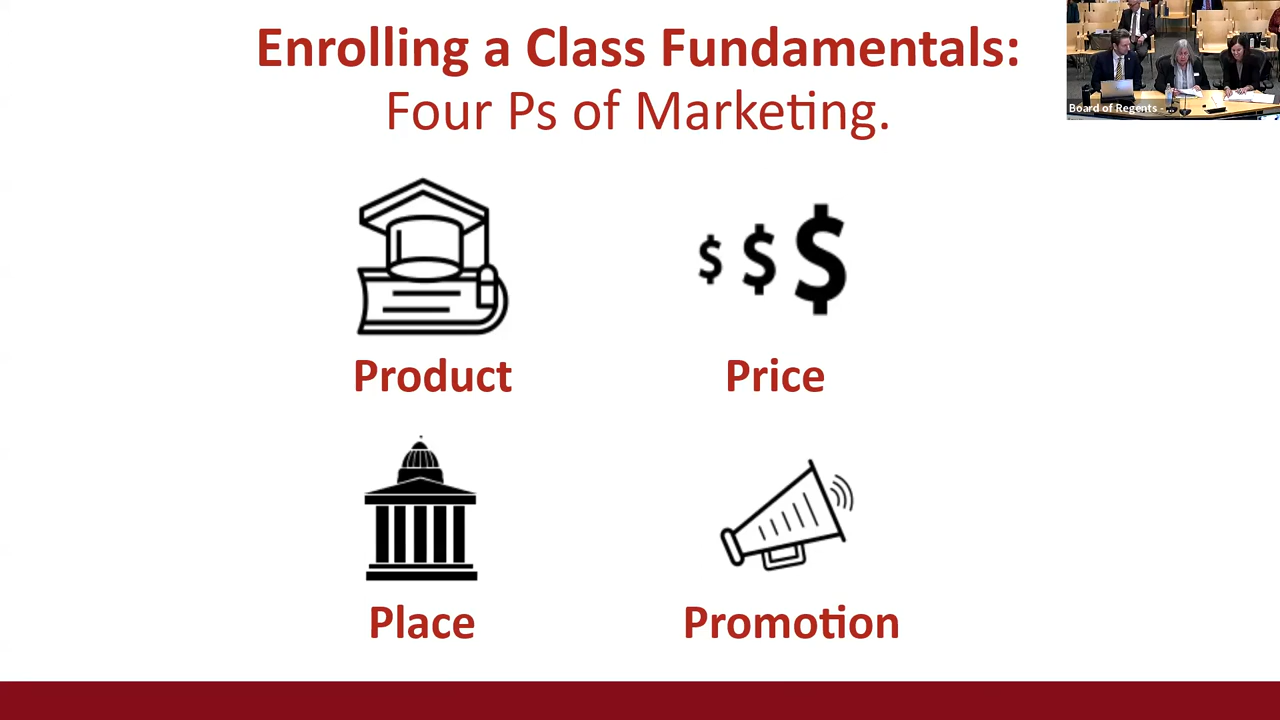 Enrolling a Class Fundamentals:
Four Ps of Marketing.
Board of Regents - ...
$ $ $
Product
Price
Place
Promotion